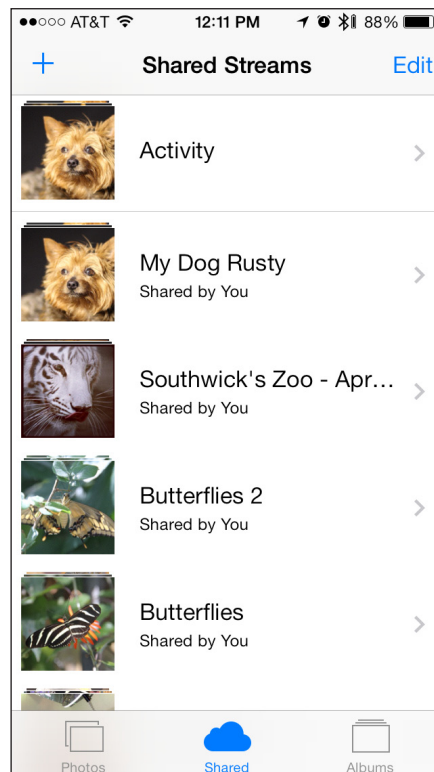 AT&T 12:11 PM 88%
+ Shared Streams Edit
Activity
My Dog Rusty
Shared by You
Southwick's Zoo - Apr...
Shared by You
Butterflies 2
Shared by You
Butterflies
Shared by You
Photos Shared Albums